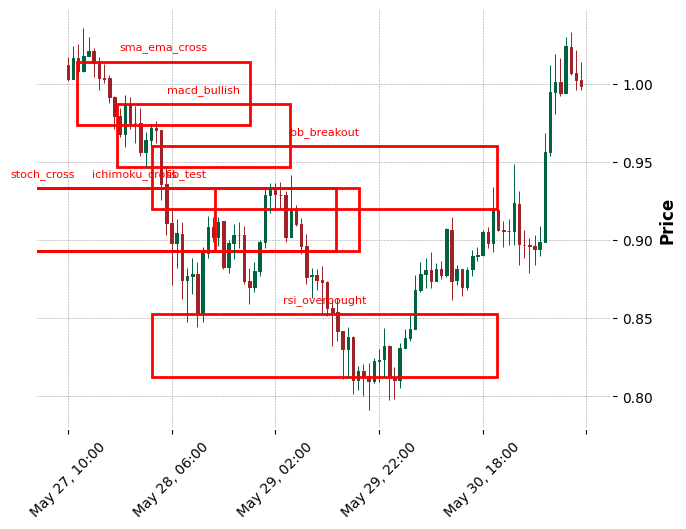 sma_ema_cross
macd_bullish
bb_breakout
stoch_cross
ichimoku_cross
fib_test
rsi_overbought
1.00
0.95
0.90
0.85
0.80
Price
May 27, 10:00
May 28, 06:00
May 29, 02:00
May 29, 22:00
May 30, 18:00